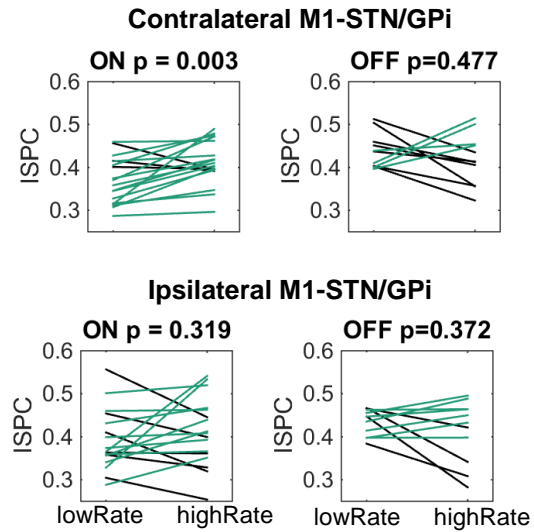 Contralateral M1-STN/GPi
ON p = 0.003
OFF p=0.477
ISPC
0.6
0.5
0.4
0.3
ISPC
0.6
0.5
0.4
0.3
Ipsilateral M1-STN/GPi
ON p = 0.319
OFF p=0.372
ISPC
0.6
0.5
0.4
0.3
lowRate highRate
ISPC
0.6
0.5
0.4
0.3
lowRate highRate